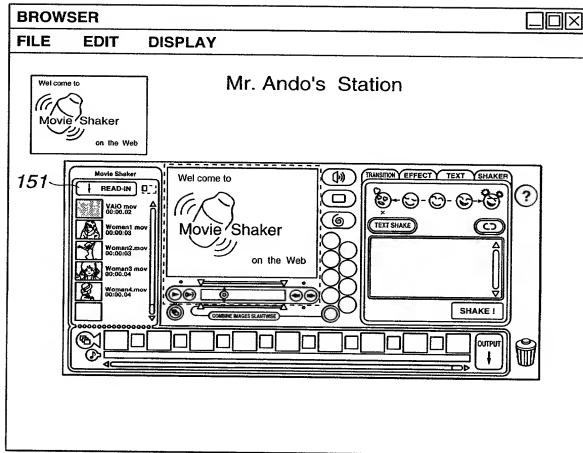 BROWSER
FILE EDIT DISPLAY
Mr. Ando's Station
Wel come to
Movie Shaker
on the Web
151
Movie Shaker
READ-IN
VAIO mov
00:00.02
Woman1 mov
00:00:03
Woman2.mov
00:00:03
Woman3 mov
00:00.04
Woman4.mov
00:00.04
Wel come to
Movie Shaker
on the Web
COMBINE IMAGES SLANTWISE
TRANSITION EFFECT TEXT SHAKER
?
TEXT SHAKE
SHAKE !
OUTPUT